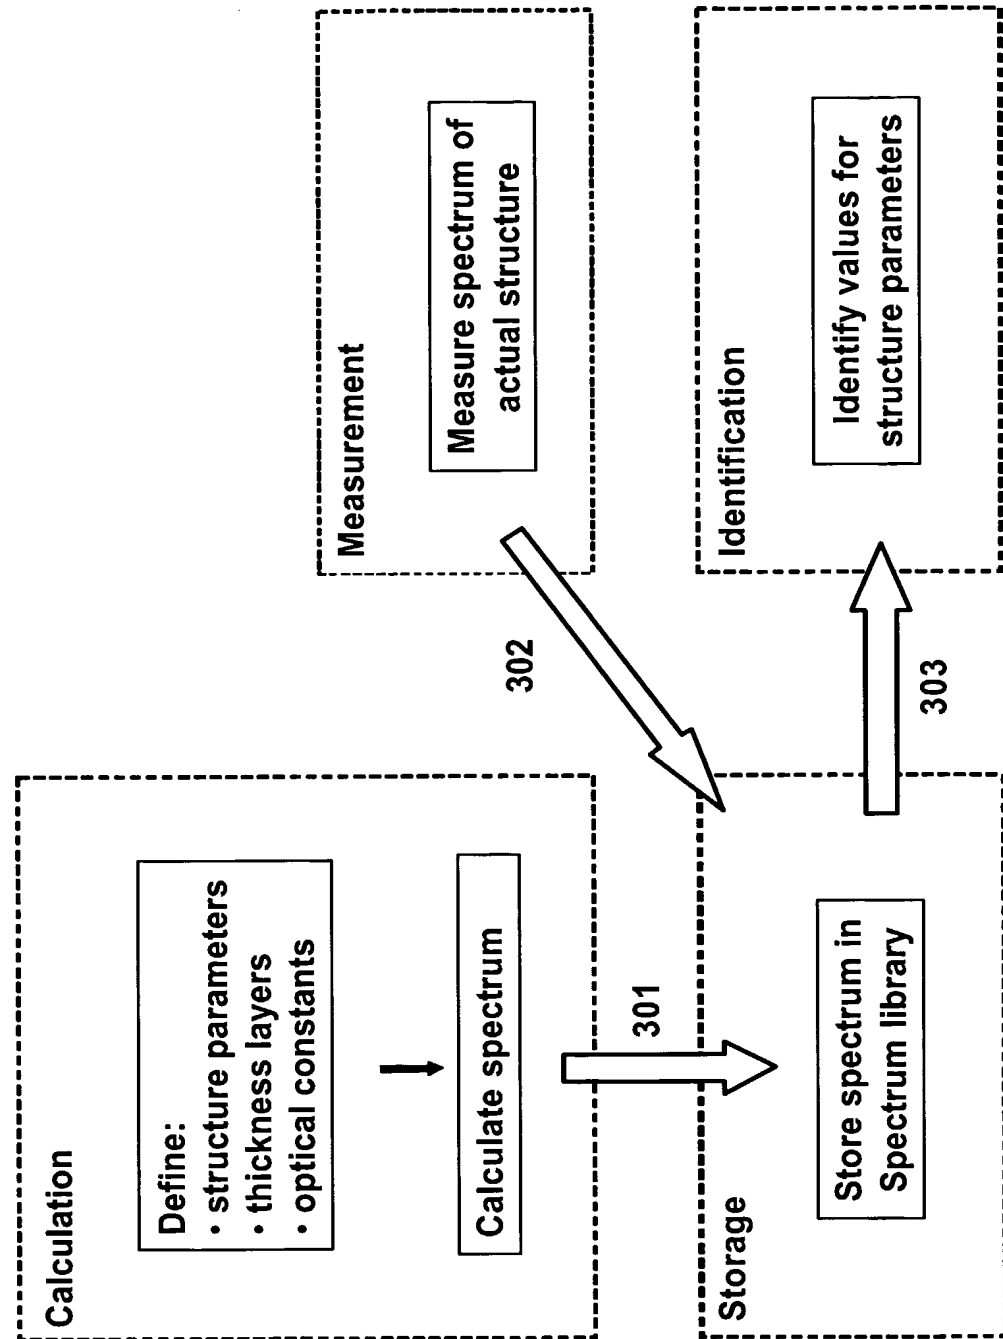 Calculation
Define:
• structure parameters
• thickness layers
• optical constants
Calculate spectrum
301
Storage
Store spectrum in
Spectrum library
Measurement
Measure spectrum of
actual structure
302
303
Identification
Identify values for
structure parameters